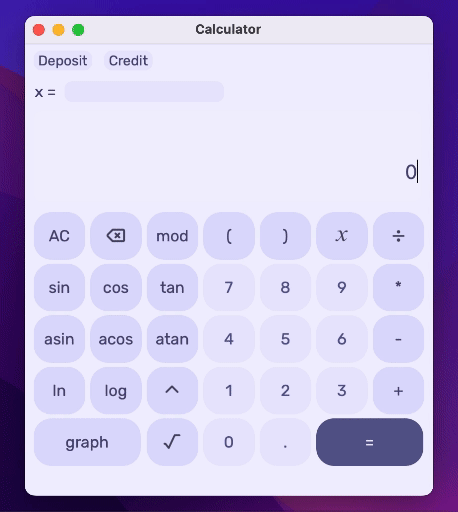 Calculator
Deposit Credit
x =
0
AC mod ( ) x ÷
sin cos tan 7 8 9 *
asin acos atan 4 5 6 -
ln log ^ 1 2 3 +
graph √ 0 . =